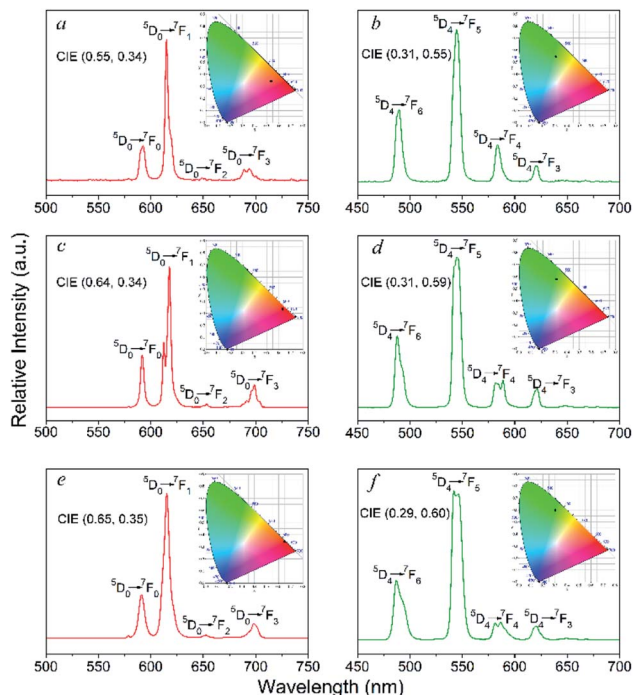 a
⁵D₀→⁷F₁
CIE (0.55, 0.34)
⁵D₀→⁷F₀
⁵D₀→⁷F₂
⁵D₀→⁷F₃
500 550 600 650 700 750
b
⁵D₄→⁷F₅
CIE (0.31, 0.55)
⁵D₄→⁷F₆
⁵D₄→⁷F₄
⁵D₄→⁷F₃
450 500 550 600 650 700
c
⁵D₀→⁷F₁
CIE (0.64, 0.34)
⁵D₀→⁷F₀
⁵D₀→⁷F₂
⁵D₀→⁷F₃
500 550 600 650 700 750
d
⁵D₄→⁷F₅
CIE (0.31, 0.59)
⁵D₄→⁷F₆
⁵D₄→⁷F₄
⁵D₄→⁷F₃
450 500 550 600 650 700
e
⁵D₀→⁷F₁
CIE (0.65, 0.35)
⁵D₀→⁷F₀
⁵D₀→⁷F₂
⁵D₀→⁷F₃
500 550 600 650 700 750
f
⁵D₄→⁷F₅
CIE (0.29, 0.60)
⁵D₄→⁷F₆
⁵D₄→⁷F₄
⁵D₄→⁷F₃
450 500 550 600 650 700
Relative Intensity (a.u.)
Wavelength (nm)